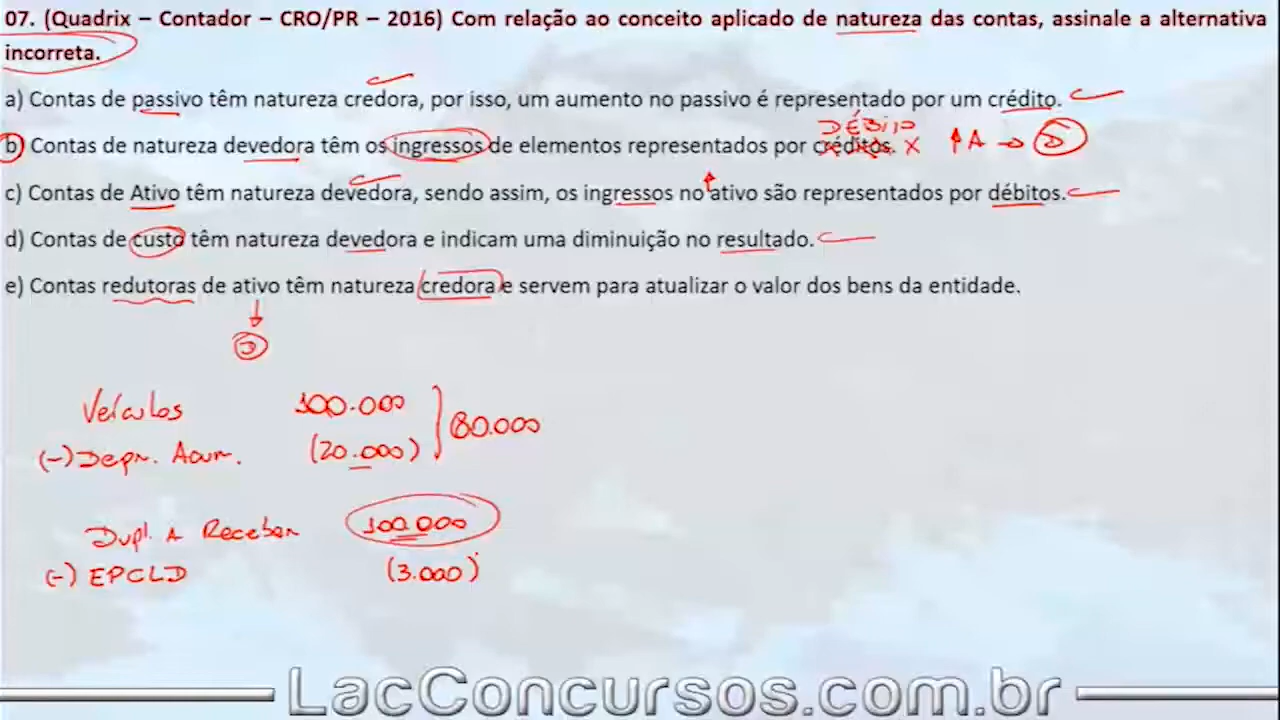 07. (Quadrix – Contador – CRO/PR – 2016) Com relação ao conceito aplicado de natureza das contas, assinale a alternativa
incorreta.
a) Contas de passivo têm natureza credora, por isso, um aumento no passivo é representado por um crédito.
DÉBITO
b) Contas de natureza devedora têm os ingressos de elementos representados por créditos. X ↑A → D
c) Contas de Ativo têm natureza devedora, sendo assim, os ingressos no ativo são representados por débitos.
d) Contas de custo têm natureza devedora e indicam uma diminuição no resultado.
e) Contas redutoras de ativo têm natureza credora e servem para atualizar o valor dos bens da entidade.
D
Veículos 100.000
80.000
(-) Depr. Acum. (20.000)
Dupl. A Receber 100.000
(-) EPCLD (3.000)
LacConcursos.com.br